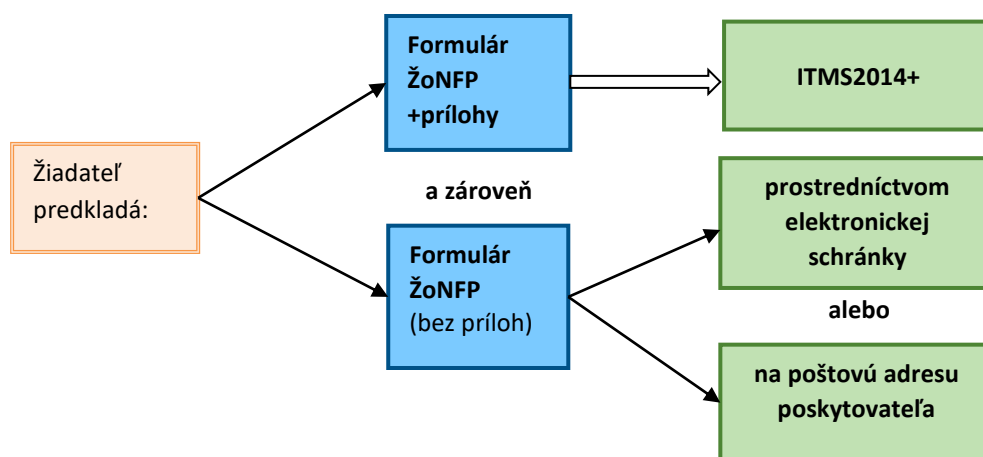 Žiadateľ
predkladá:
Formulár
ŽoNFP
+prílohy
ITMS2014+
a zároveň
Formulár
ŽoNFP
(bez príloh)
prostredníctvom
elektronickej
schránky
alebo
na poštovú adresu
poskytovateľa